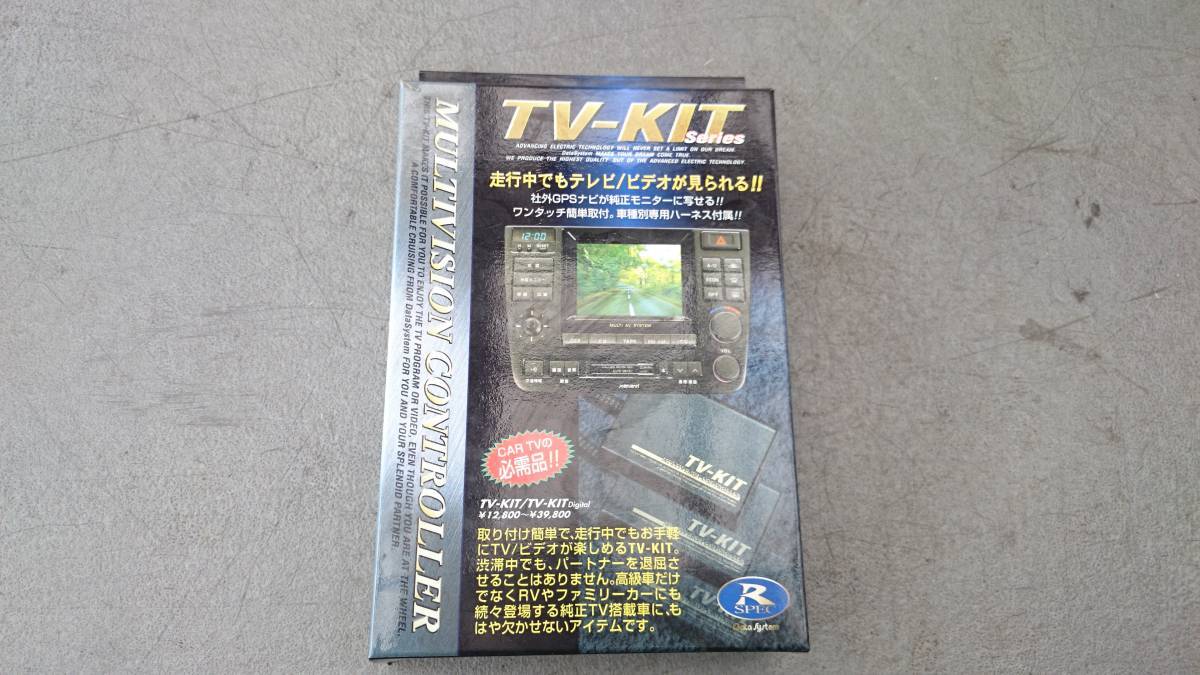 TV-KIT
Series
ADVANCING ELECTRIC TECHNOLOGY WILL NEVER SET A LIMIT ON OUR DREAM.
DataSystem MAKES YOUR DREAM COME TRUE.
WE PRODUCE THE HIGHEST QUALITY OUT OF THE ADVANCED ELECTRIC TECHNOLOGY.
走行中でもテレビ/ビデオが見られる!!
社外GPSナビが純正モニターに写せる!!
ワンタッチ簡単取付。車種別専用ハーネス付属!!
12:00
MULTI AV SYSTEM
VOL
CAR TVの
必需品!!
TV-KIT
TV-KIT
TV-KIT/TV-KIT Digital
¥12,800~¥39,800
取り付け簡単で、走行中でもお手軽
にTV/ビデオが楽しめるTV-KIT。
渋滞中でも、パートナーを退屈さ
せることはありません。高級車だけ
でなくRVやファミリーカーにも
続々登場する純正TV搭載車に、も
はや欠かせないアイテムです。
R
SPEC
Data System
MULTIVISION CONTROLLER
THIS TV-KIT MAKES IT POSSIBLE FOR YOU TO ENJOY THE TV PROGRAM OR VIDEO, EVEN THOUGH YOU ARE AT THE WHEEL.
A COMFORTABLE CRUISING FROM DataSystem FOR YOU AND YOUR SPLENDID PARTNER.